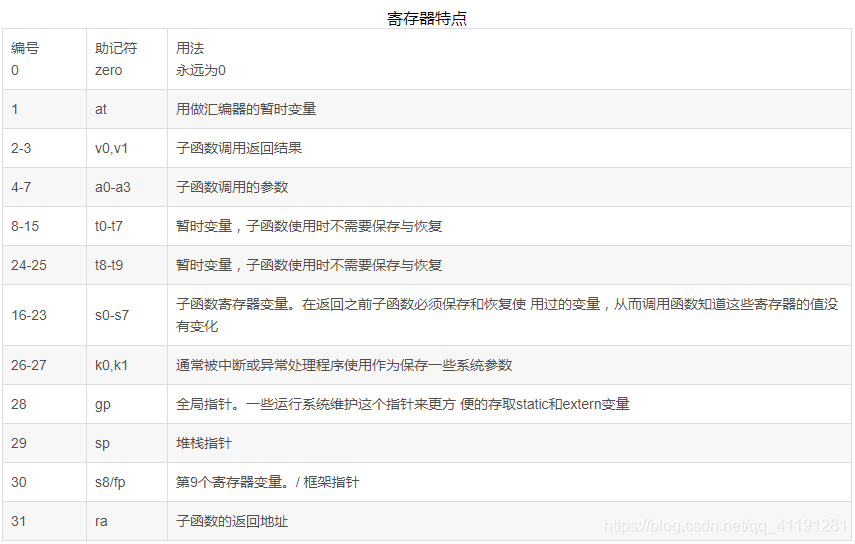 寄存器特点
编号 助记符 用法
0 zero 永远为0
1 at 用做汇编器的暂时变量
2-3 v0,v1 子函数调用返回结果
4-7 a0-a3 子函数调用的参数
8-15 t0-t7 暂时变量，子函数使用时不需要保存与恢复
24-25 t8-t9 暂时变量，子函数使用时不需要保存与恢复
16-23 s0-s7 子函数寄存器变量。在返回之前子函数必须保存和恢复使 用过的变量，从而调用函数知道这些寄存器的值没
有变化
26-27 k0,k1 通常被中断或异常处理程序使用作为保存一些系统参数
28 gp 全局指针。一些运行系统维护这个指针来更方 便的存取static和extern变量
29 sp 堆栈指针
30 s8/fp 第9个寄存器变量。/ 框架指针
31 ra 子函数的返回地址
https://blog.csdn.net/qq_41191281